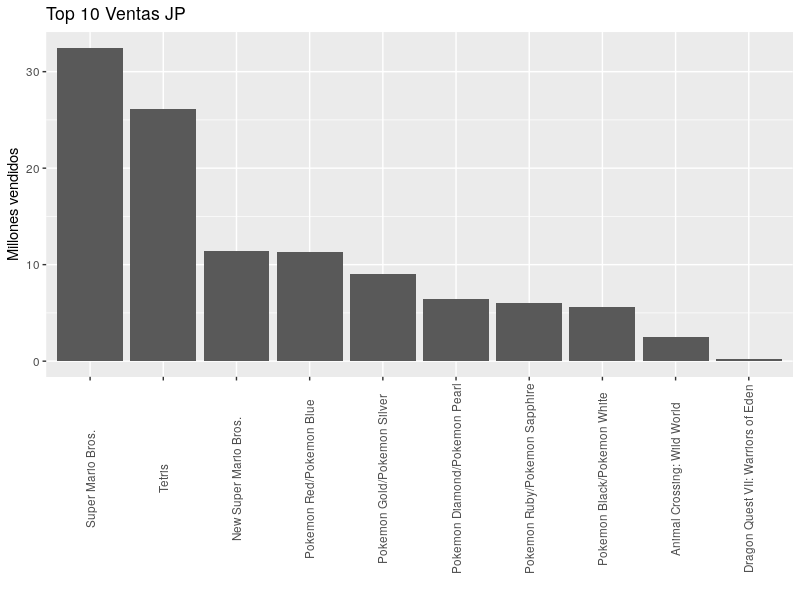 Top 10 Ventas JP
Millones vendidos
30
20
10
0
Super Mario Bros.
Tetris
New Super Mario Bros.
Pokemon Red/Pokemon Blue
Pokemon Gold/Pokemon Silver
Pokemon Diamond/Pokemon Pearl
Pokemon Ruby/Pokemon Sapphire
Pokemon Black/Pokemon White
Animal Crossing: Wild World
Dragon Quest VII: Warriors of Eden